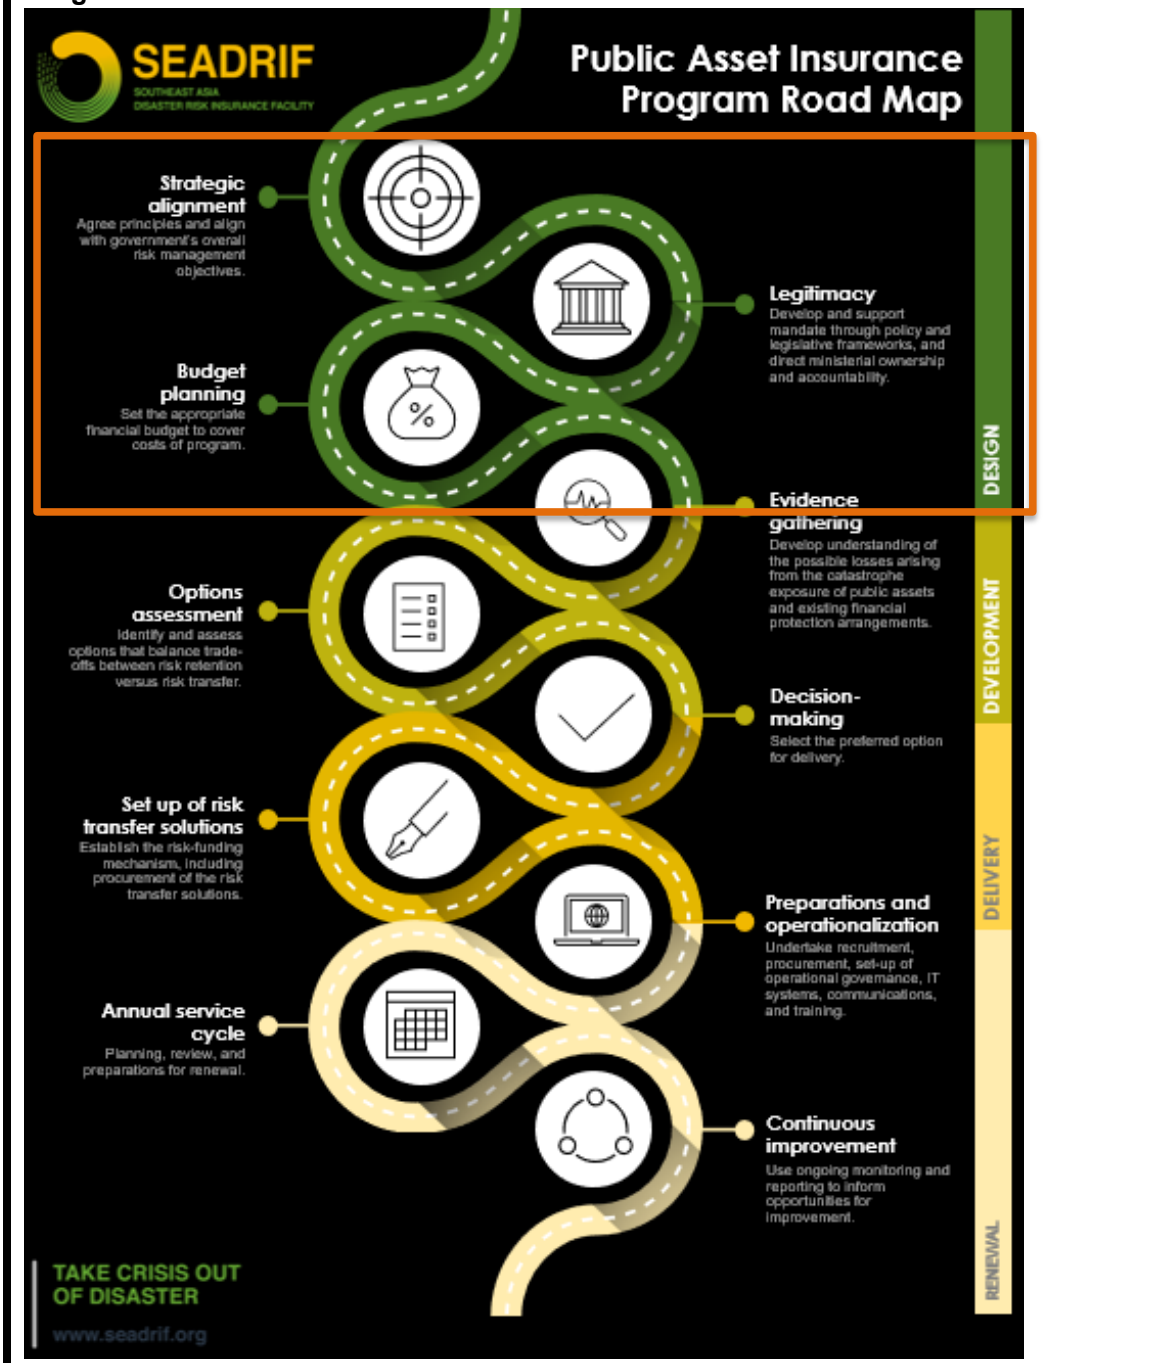 SEADRIF
SOUTHEAST ASIA
DISASTER RISK INSURANCE FACILITY
Public Asset Insurance
Program Road Map
Strategic
alignment
Agree principles and align
with government's overall
risk management
objectives.
Legitimacy
Develop and support
mandate through policy and
legislative frameworks, and
direct ministerial ownership
and accountability.
Budget
planning
Set the appropriate
financial budget to cover
costs of program.
%
DESIGN
Evidence
gathering
Develop understanding of
the possible losses arising
from the catastrophe
exposure of public assets
and existing financial
protection arrangements.
Options
assessment
Identify and assess
options that balance trade-
offs between risk retention
versus risk transfer.
DEVELOPMENT
Decision-
making
Select the preferred option
for delivery.
Set up of risk
transfer solutions
Establish the risk-funding
mechanism, including
procurement of the risk
transfer solutions.
DELIVERY
Preparations and
operationalization
Undertake recruitment,
procurement, set-up of
operational governance, IT
systems, communications,
and training.
Annual service
cycle
Planning, review, and
preparations for renewal.
Continuous
improvement
Use ongoing monitoring and
reporting to inform
opportunities for
improvement.
RENEWAL
TAKE CRISIS OUT
OF DISASTER
www.seadrif.org